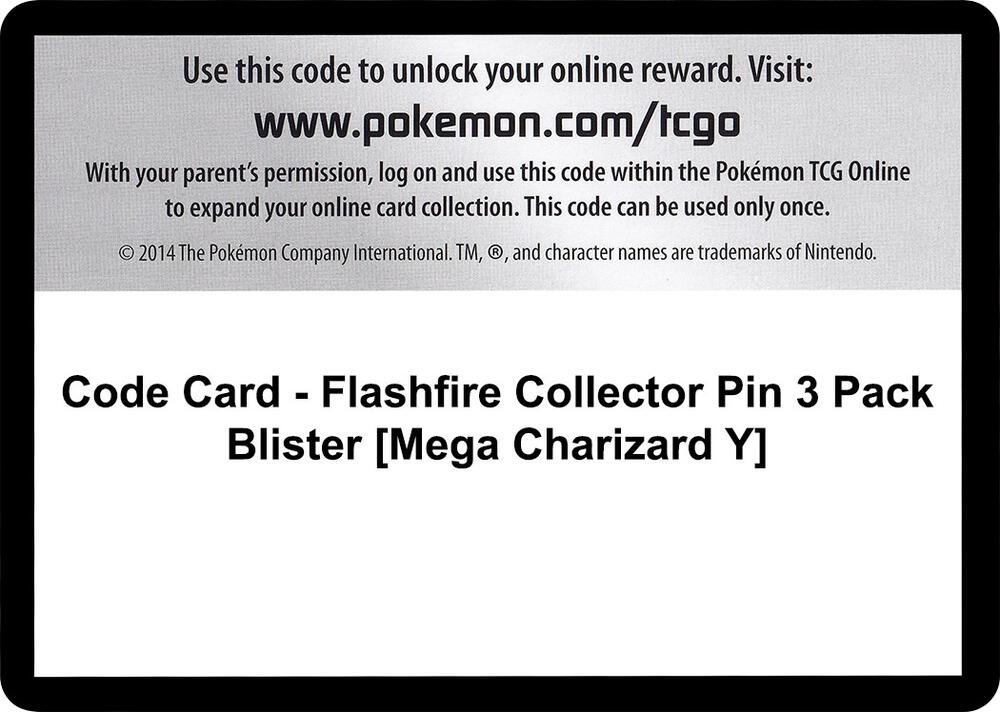 Use this code to unlock your online reward. Visit:
www.pokemon.com/tcgo
With your parent's permission, log on and use this code within the Pokémon TCG Online
to expand your online card collection. This code can be used only once.
© 2014 The Pokémon Company International. TM, ®, and character names are trademarks of Nintendo.
Code Card - Flashfire Collector Pin 3 Pack
Blister [Mega Charizard Y]